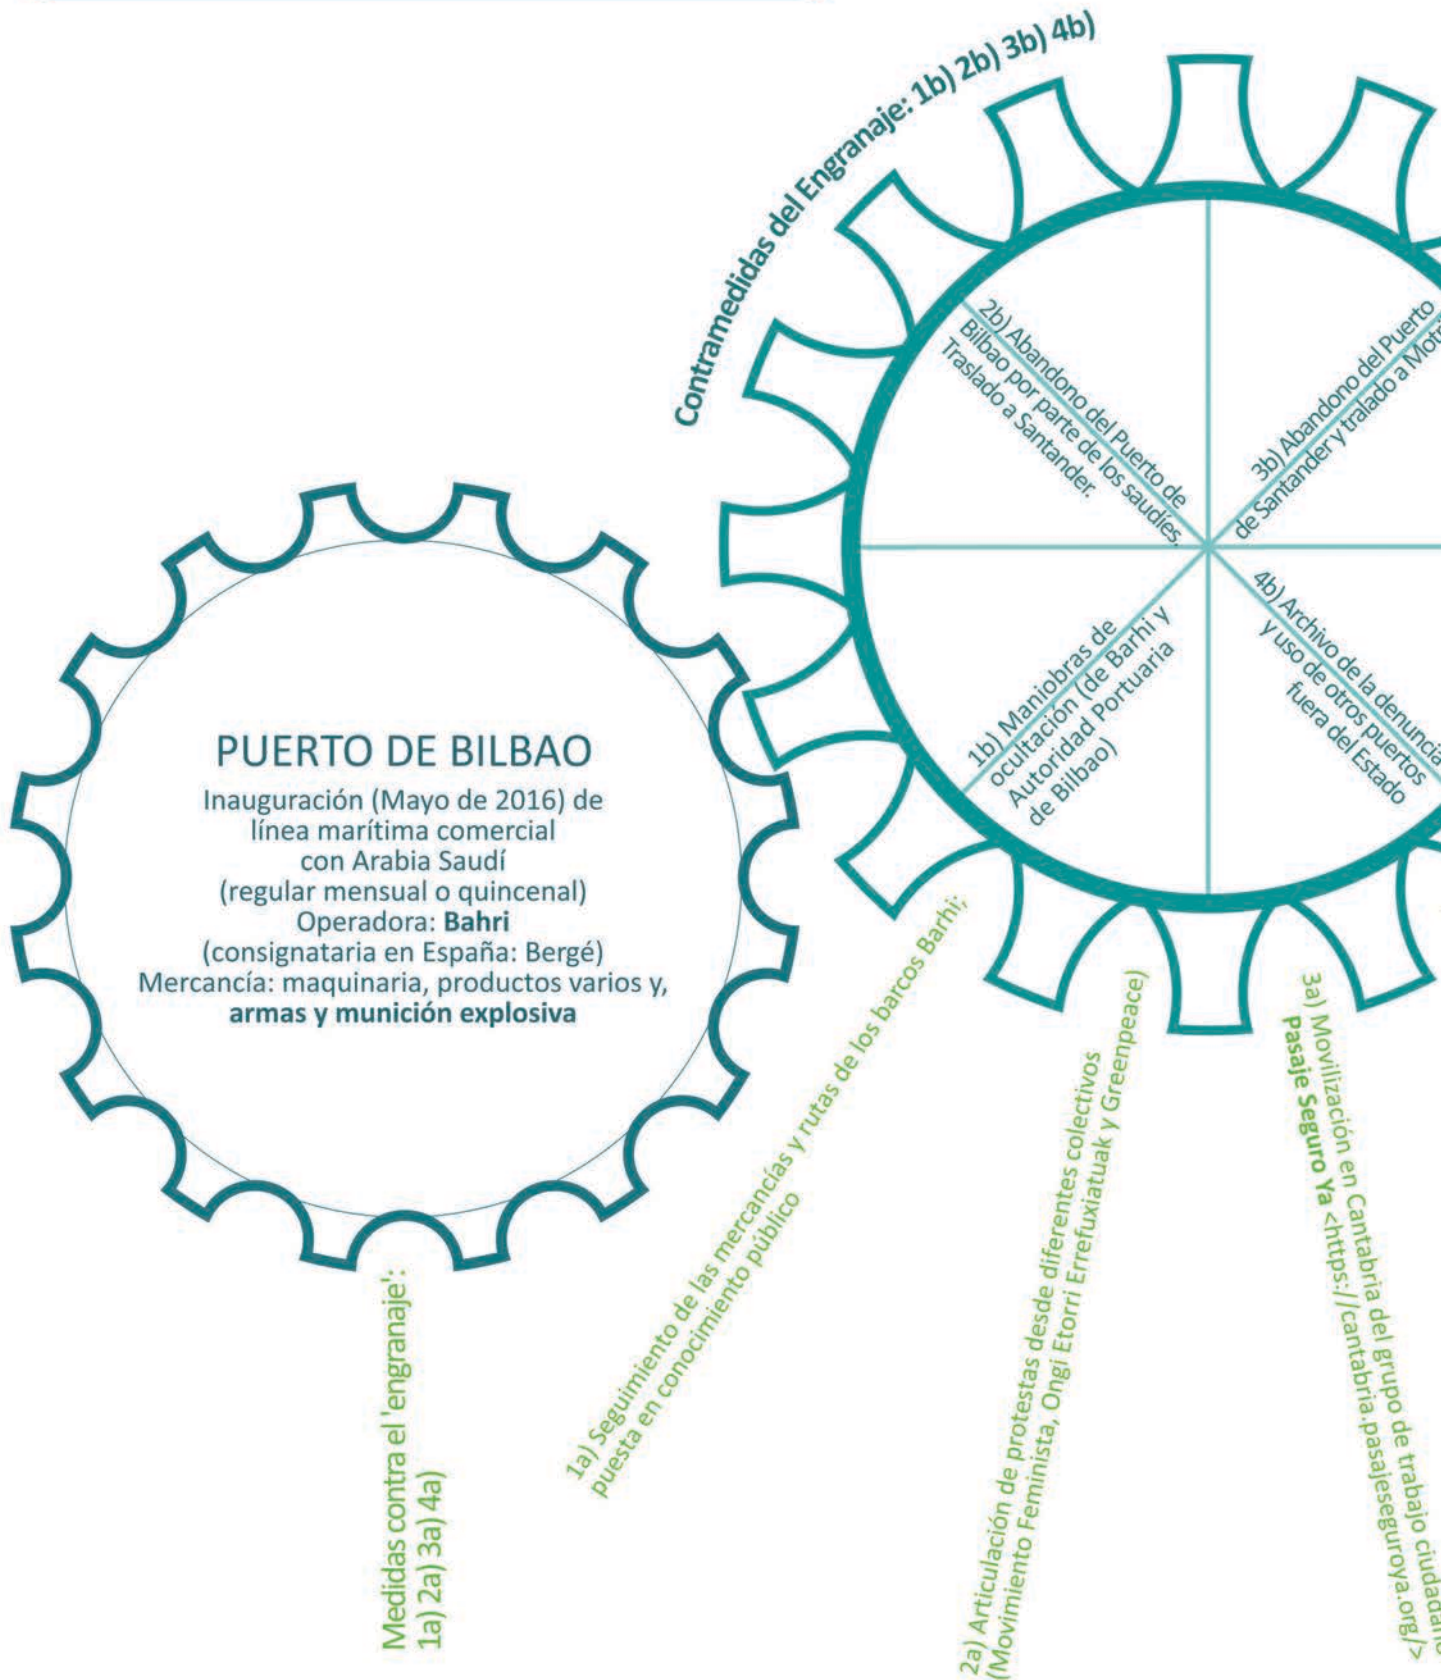 Contramedidas del Engranaje: 1b) 2b) 3b) 4b)
2b) Abandono del Puerto de
Bilbao por parte de los saudíes.
Traslado a Santander.
3b) Abandono del Puerto
de Santander y tralado a
1b) Maniobras de
ocultación (de Barhi y
Autoridad Portuaria
de Bilbao)
4b) Archivo de la denuncia
y uso de otros puertos
fuera del Estado
PUERTO DE BILBAO
Inauguración (Mayo de 2016) de
línea marítima comercial
con Arabia Saudí
(regular mensual o quincenal)
Operadora: Bahri
(consignataria en España: Bergé)
Mercancía: maquinaria, productos varios y,
armas y munición explosiva
Medidas contra el 'engranaje':
1a) 2a) 3a) 4a)
1a) Seguimiento de las mercancías y rutas de los barcos Barhi;
puesta en conocimiento público
2a) Articulación de protestas desde diferentes colectivos
(Movimiento Feminista, Ongi Etorri Errefuxiatuak y Greenpeace)
3a) Movilización en Cantabria del grupo de trabajo ciudadano
Pasaje Seguro Ya <https://cantabria.pasajeseguroya.org/>